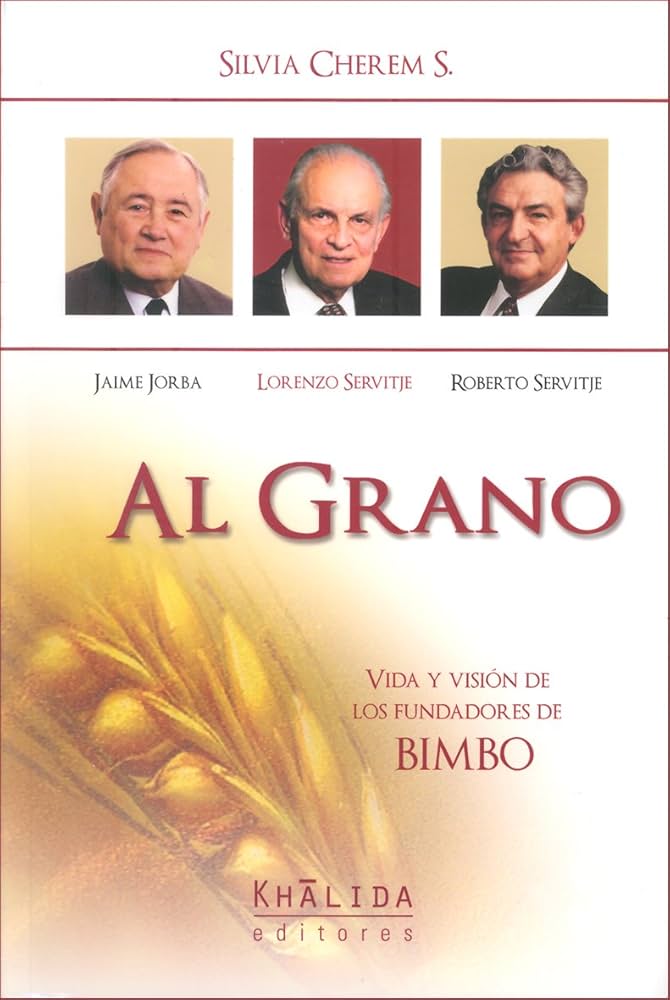 SILVIA CHEREM S.
JAIME JORBA
LORENZO SERVITJE
ROBERTO SERVITJE
AL GRANO
VIDA Y VISIÓN DE
LOS FUNDADORES DE
BIMBO
KHĀLIDA
editores